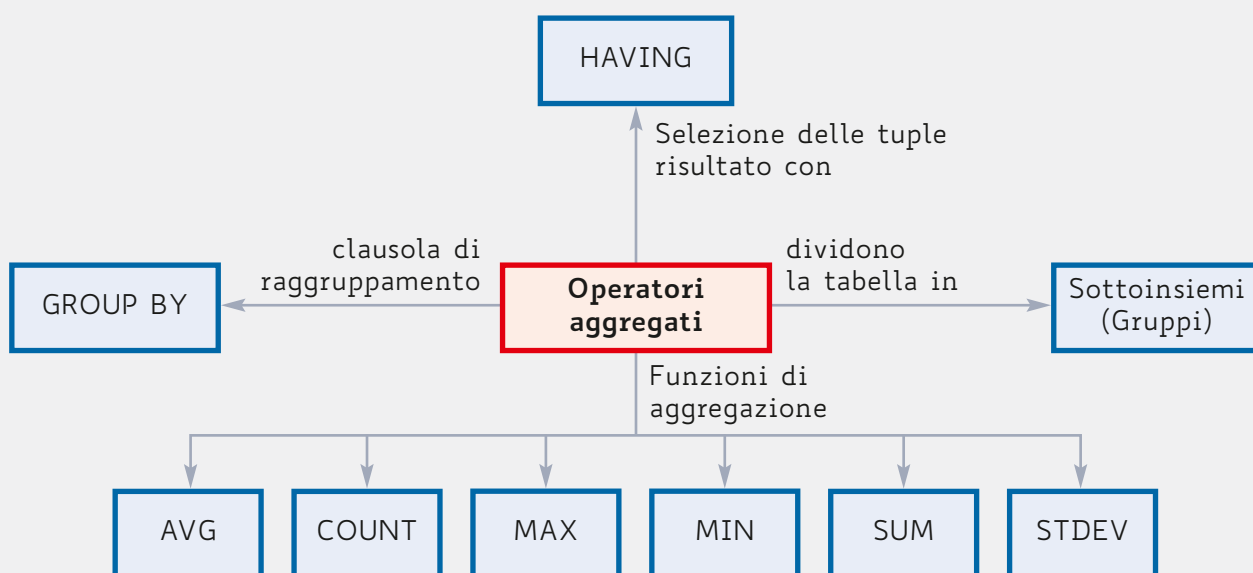 HAVING
Selezione delle tuple
risultato con
clausola di
raggruppamento
dividono
la tabella in
GROUP BY
Operatori
aggregati
Sottoinsiemi
(Gruppi)
Funzioni di
aggregazione
AVG
COUNT
MAX
MIN
SUM
STDEV